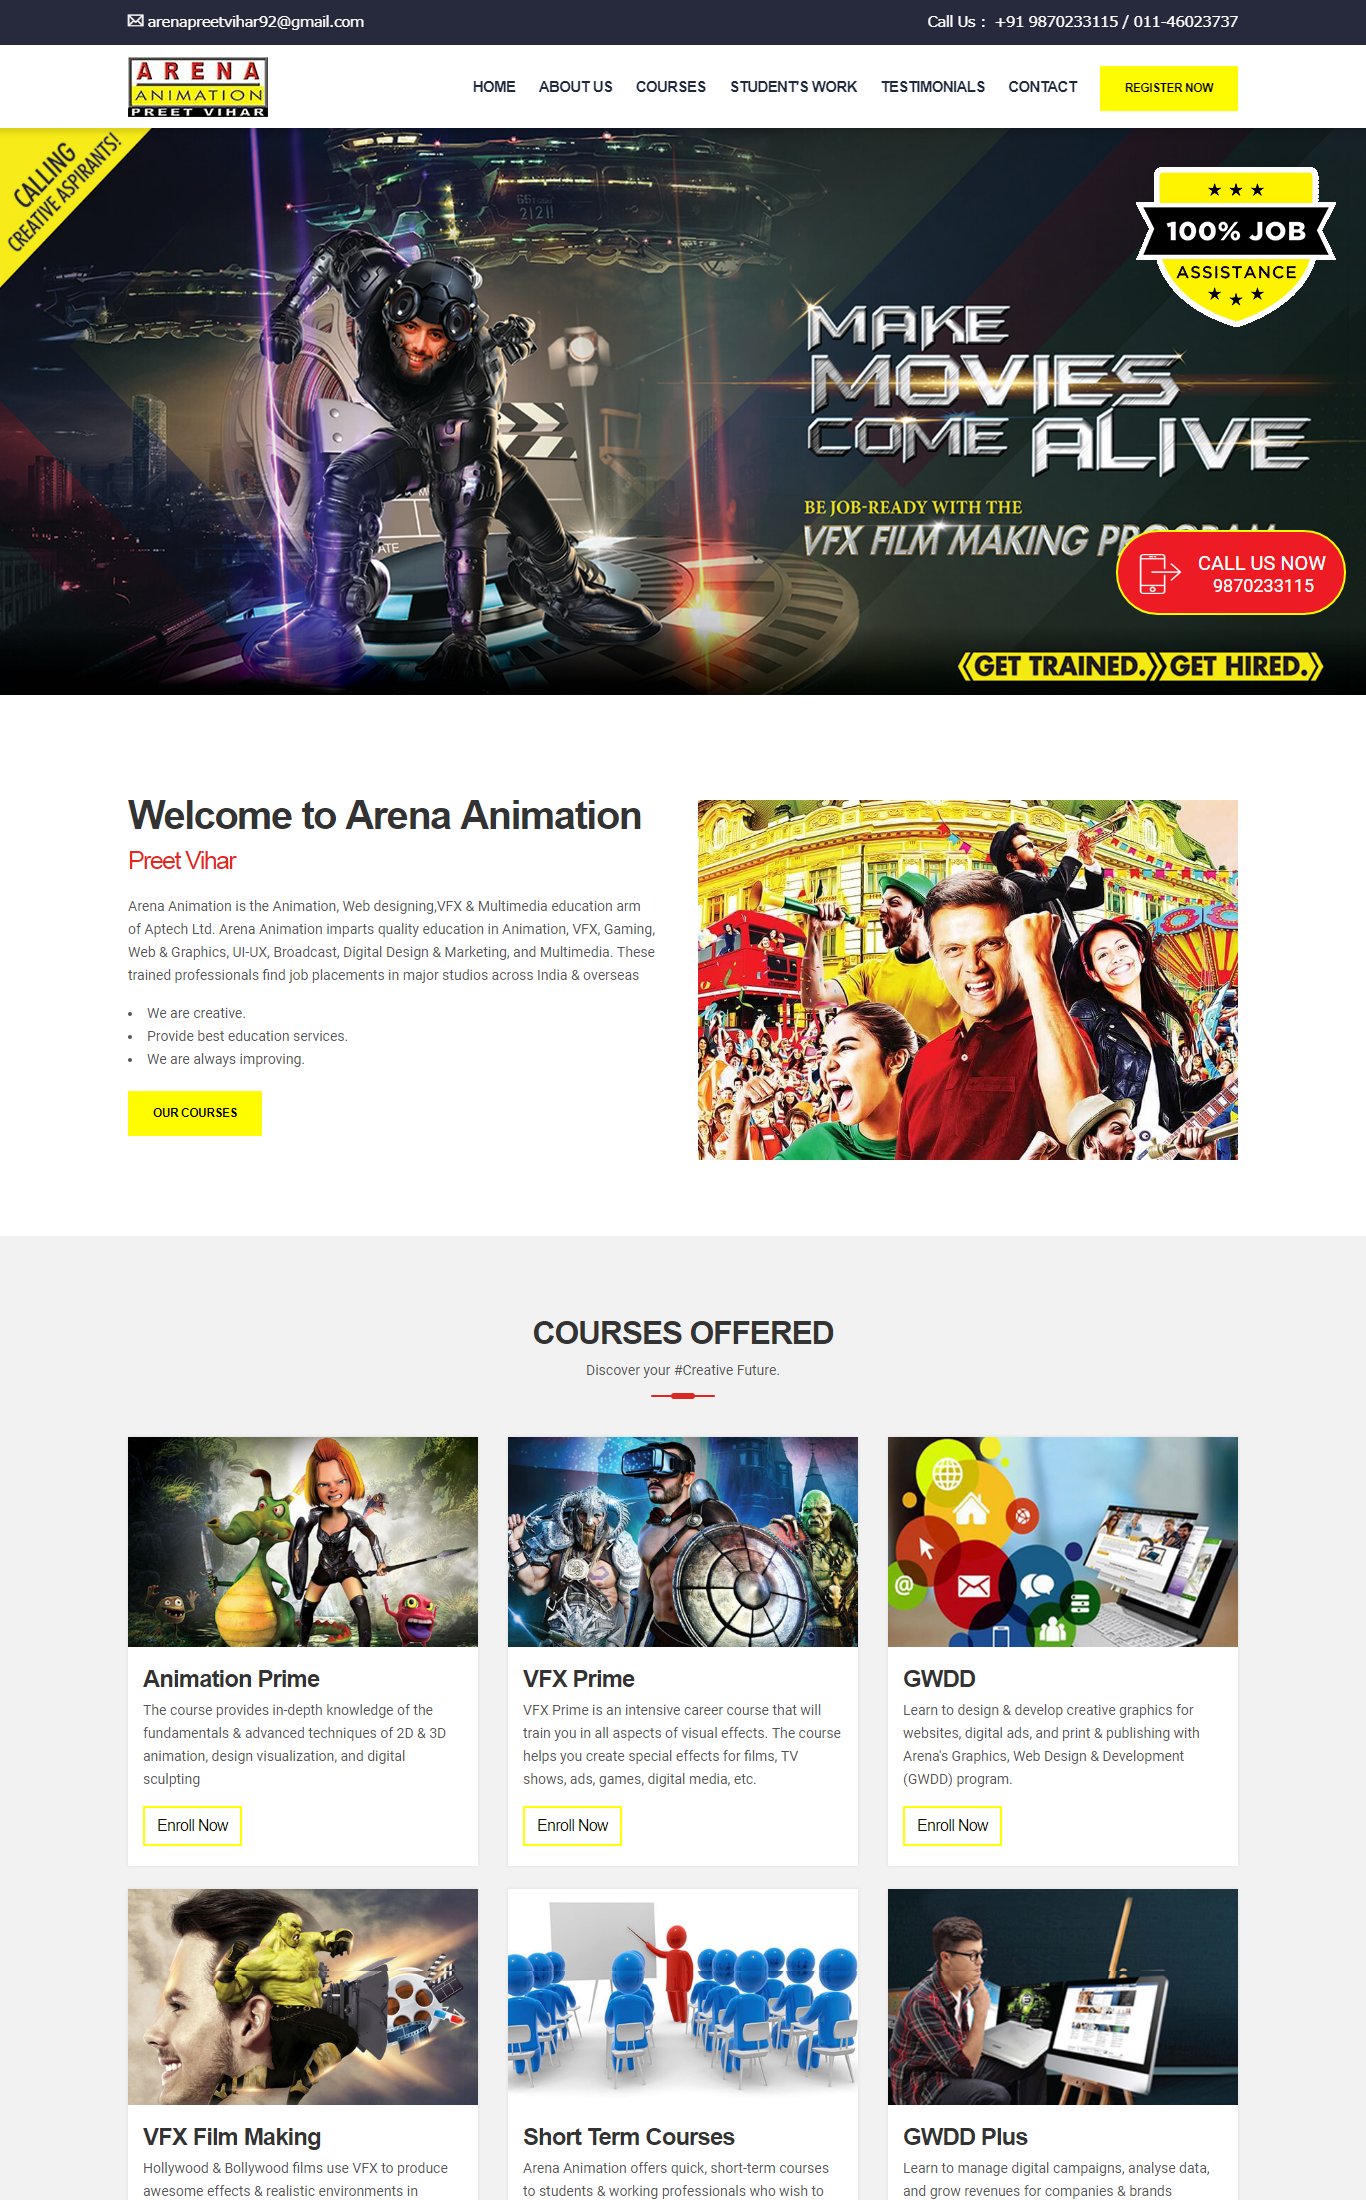 arenapreetvihar92@gmail.com
Call Us : +91 9870233115 / 011-46023737
ARENA
ANIMATION
PREET VIHAR
HOME ABOUT US COURSES STUDENT'S WORK TESTIMONIALS CONTACT REGISTER NOW
CALLING
CREATIVE ASPIRANTS!
★ ★ ★
100% JOB
ASSISTANCE
★ ★ ★
MAKE
MOVIES
COME ALIVE
BE JOB-READY WITH THE
VFX FILM MAKING PROGRAM
CALL US NOW
9870233115
GET TRAINED. GET HIRED.
Welcome to Arena Animation
Preet Vihar
Arena Animation is the Animation, Web designing,VFX & Multimedia education arm
of Aptech Ltd. Arena Animation imparts quality education in Animation, VFX, Gaming,
Web & Graphics, UI-UX, Broadcast, Digital Design & Marketing, and Multimedia. These
trained professionals find job placements in major studios across India & overseas
• We are creative.
• Provide best education services.
• We are always improving.
OUR COURSES
COURSES OFFERED
Discover your #Creative Future.
Animation Prime
The course provides in-depth knowledge of the
fundamentals & advanced techniques of 2D & 3D
animation, design visualization, and digital
sculpting
Enroll Now
VFX Prime
VFX Prime is an intensive career course that will
train you in all aspects of visual effects. The course
helps you create special effects for films, TV
shows, ads, games, digital media, etc.
Enroll Now
GWDD
Learn to design & develop creative graphics for
websites, digital ads, and print & publishing with
Arena's Graphics, Web Design & Development
(GWDD) program.
Enroll Now
VFX Film Making
Hollywood & Bollywood films use VFX to produce
awesome effects & realistic environments in
Short Term Courses
Arena Animation offers quick, short-term courses
to students & working professionals who wish to
GWDD Plus
Learn to manage digital campaigns, analyse data,
and grow revenues for companies & brands